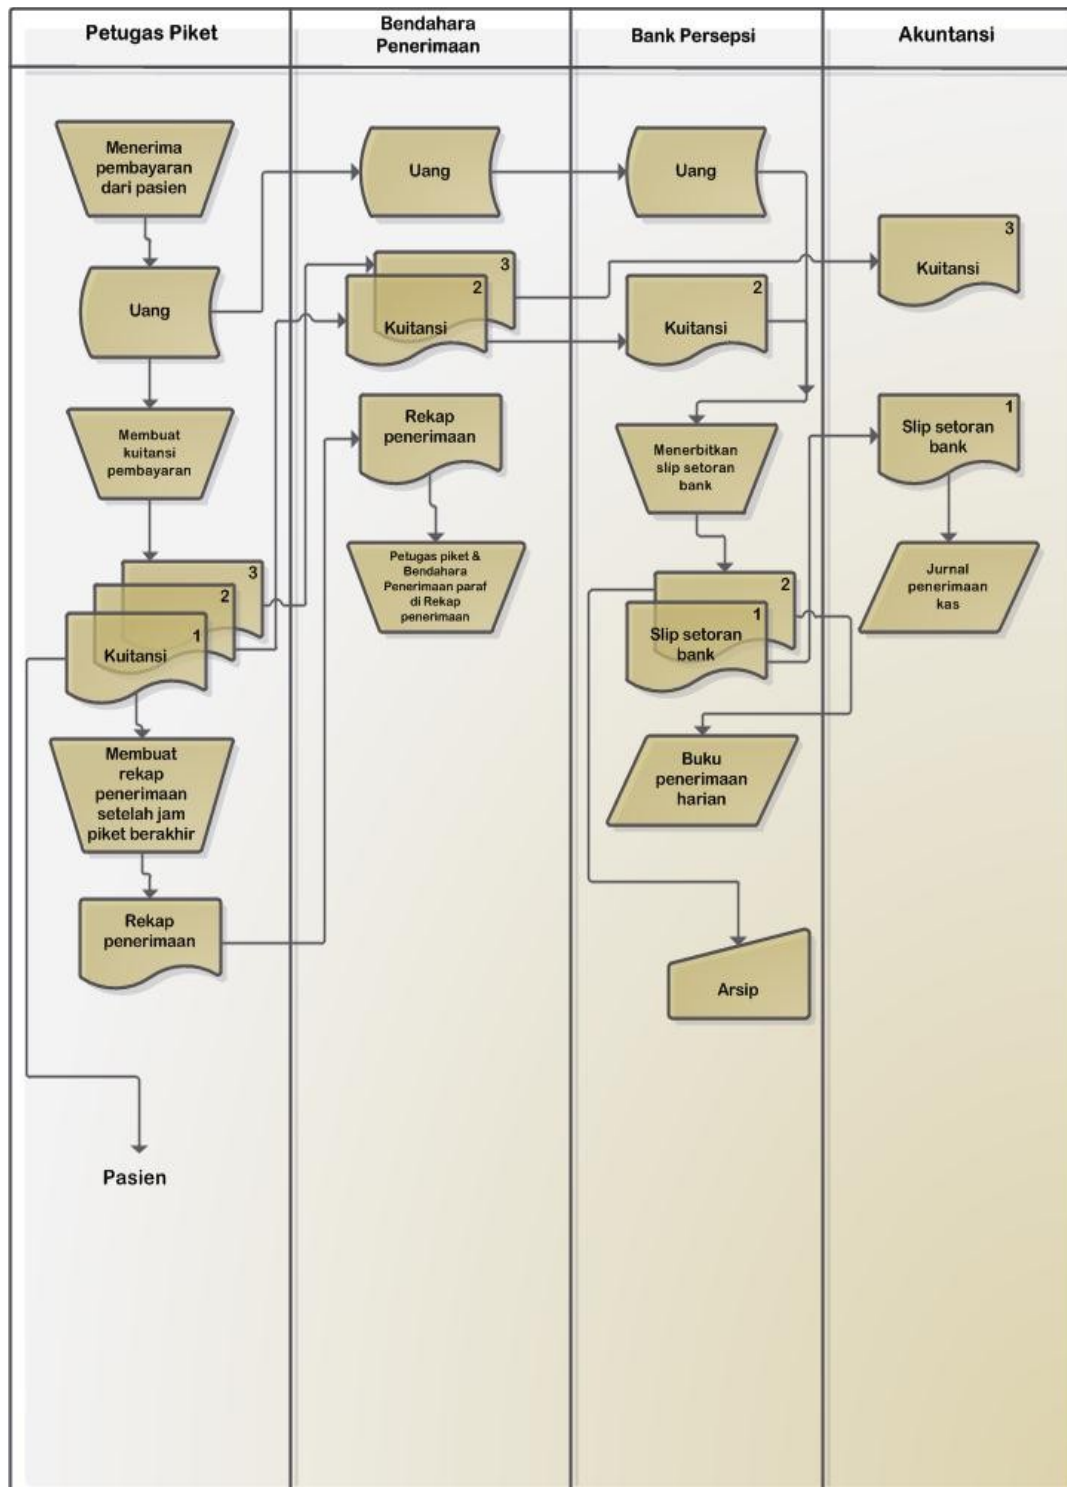 Petugas Piket
Bendahara
Penerimaan
Bank Persepsi
Akuntansi
Menerima
pembayaran
dari pasien
Uang
Membuat
kuitansi
pembayaran
3
2
1
Kuitansi
Membuat
rekap
penerimaan
setelah jam
piket berakhir
Rekap
penerimaan
Pasien
Uang
3
2
Kuitansi
Rekap
penerimaan
Petugas piket &
Bendahara
Penerimaan paraf
di Rekap
penerimaan
Uang
2
Kuitansi
Menerbitkan
slip setoran
bank
2
1
Slip setoran
bank
Buku
penerimaan
harian
Arsip
3
Kuitansi
1
Slip setoran
bank
Jurnal
penerimaan
kas